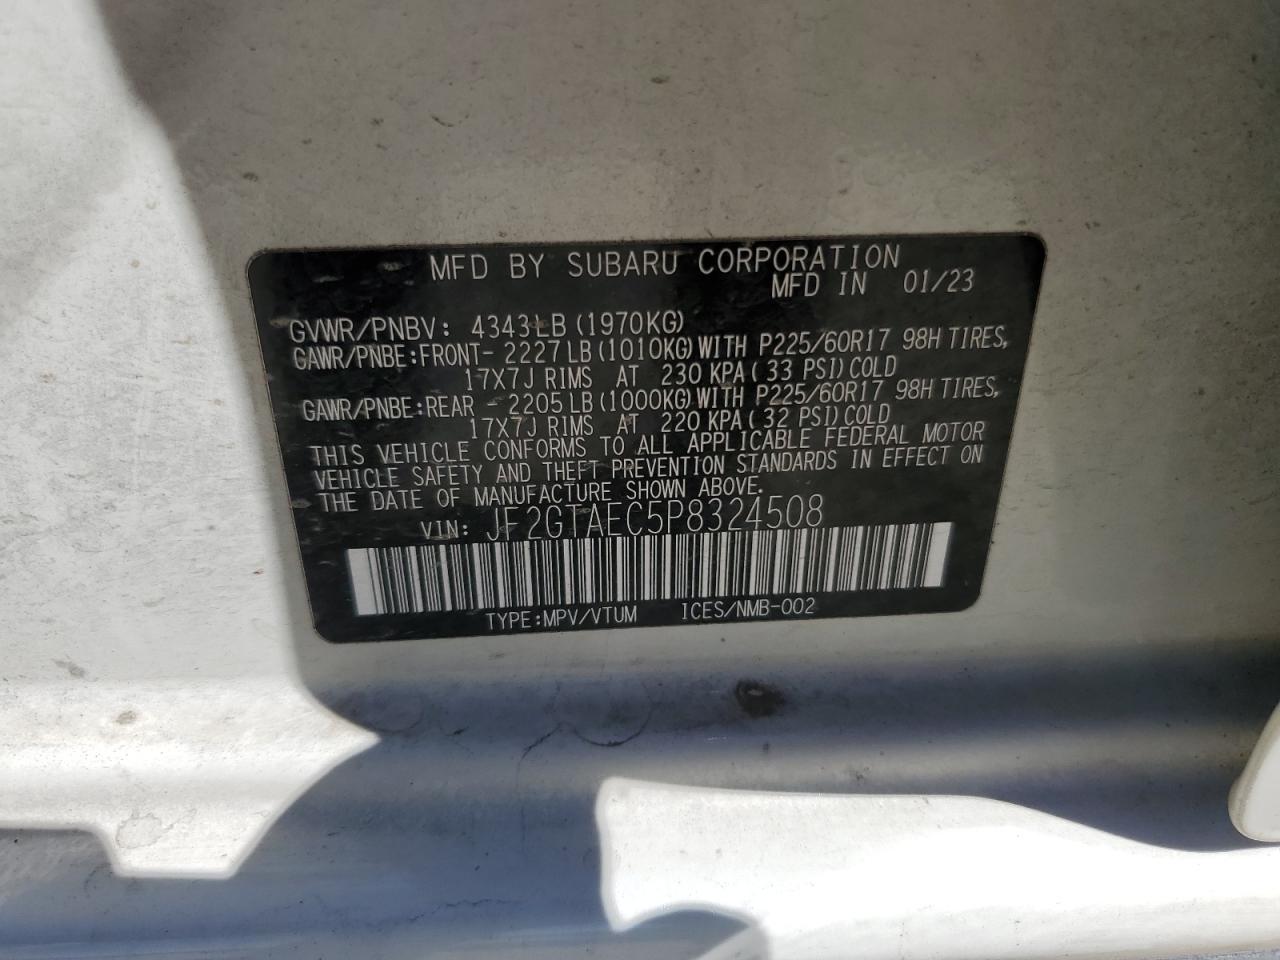 MFD BY SUBARU CORPORATION
MFD IN 01/23
GVWR/PNBV: 4343LB (1970KG)
GAWR/PNBE:FRONT- 2227LB(1010KG)WITH P225/60R17 98H TIRES,
17X7J RIMS AT 230 KPA( 33 PSI)COLD
GAWR/PNBE:REAR - 2205LB(1000KG)WITH P225/60R17 98H TIRES,
17X7J RIMS AT 220 KPA( 32 PSI)COLD
THIS VEHICLE CONFORMS TO ALL APPLICABLE FEDERAL MOTOR
VEHICLE SAFETY AND THEFT PREVENTION STANDARDS IN EFFECT ON
THE DATE OF MANUFACTURE SHOWN ABOVE.
VIN: JF2GTAEC5P8324508
TYPE:MPV/VTUM ICES/NMB-002